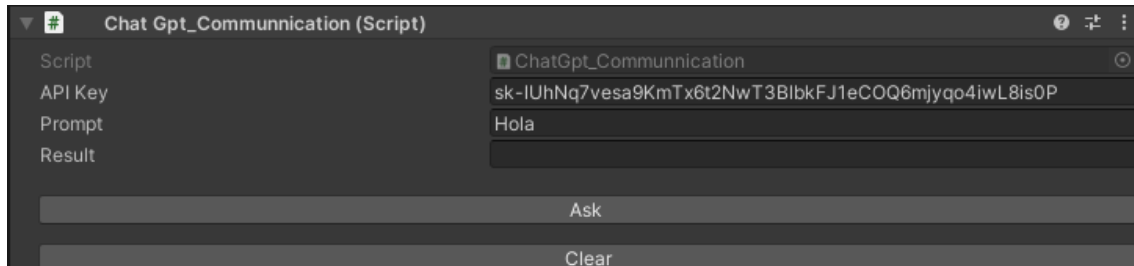 Chat Gpt_Communnication (Script)
Script ChatGpt_Communnication
API Key
Prompt Hola
Result
Ask
Clear